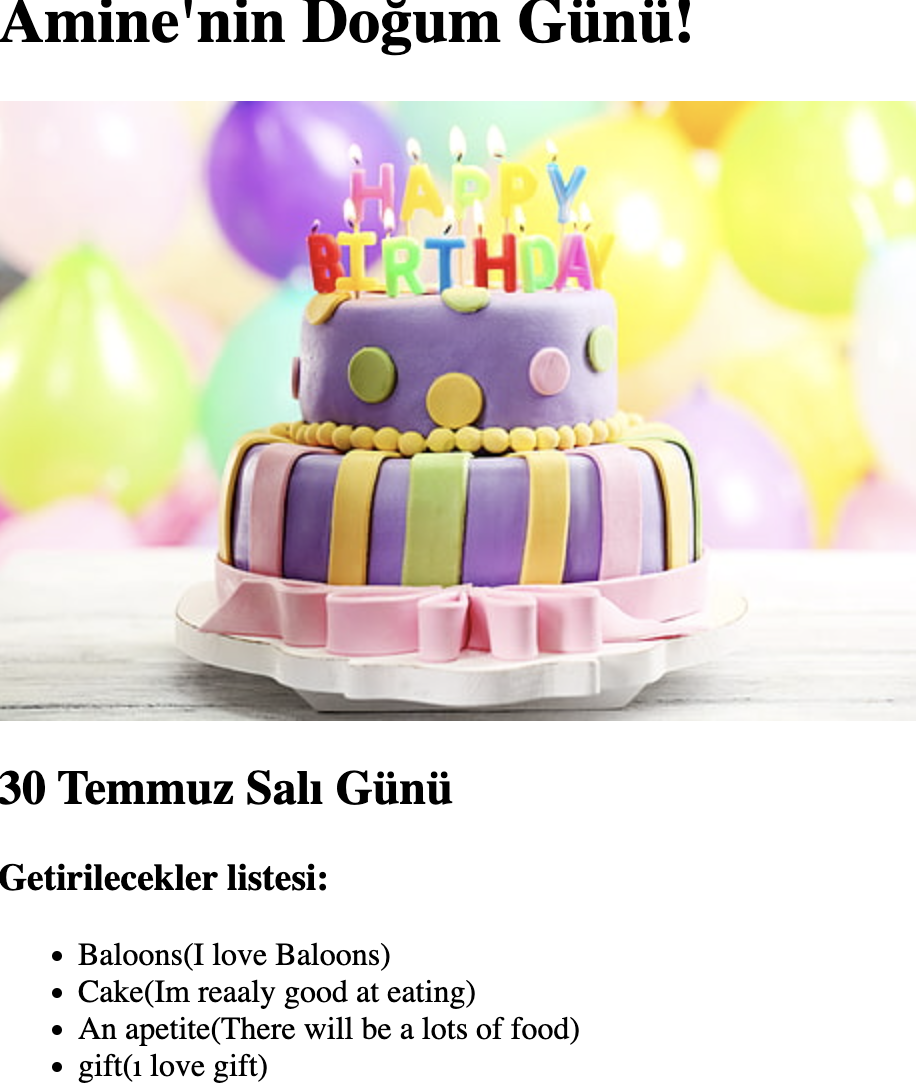 Amine'nin Doğum Günü!
HAPPY
BIRTHDAY
30 Temmuz Salı Günü
Getirilecekler listesi:
Baloons(I love Baloons)
Cake(Im reaaly good at eating)
An apetite(There will be a lots of food)
gift(ı love gift)